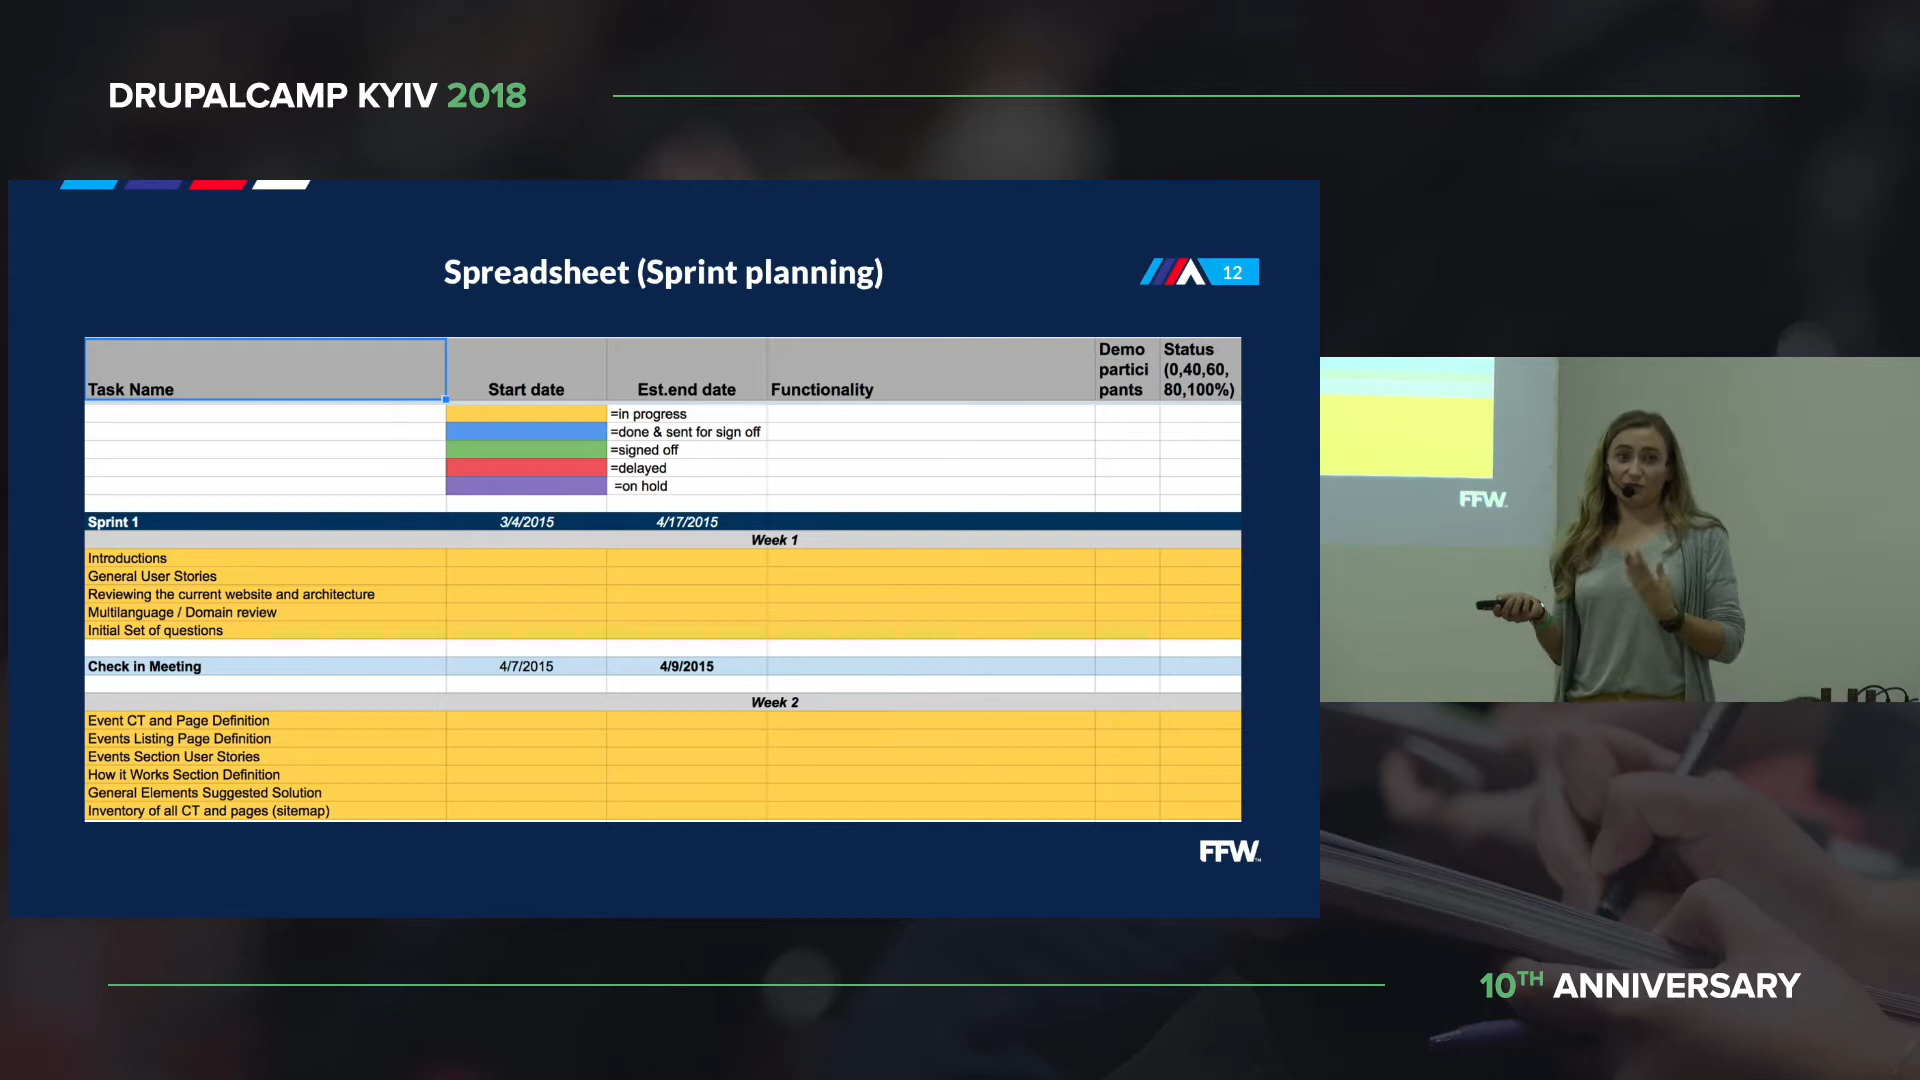 DRUPALCAMP KYIV 2018
Spreadsheet (Sprint planning)
12
Task Name Start date Est.end date Functionality Demo partici pants Status (0,40,60, 80,100%)
=in progress
=done & sent for sign off
=signed off
=delayed
=on hold
Sprint 1 3/4/2015 4/17/2015
Week 1
Introductions
General User Stories
Reviewing the current website and architecture
Multilanguage / Domain review
Initial Set of questions
Check in Meeting 4/7/2015 4/9/2015
Week 2
Event CT and Page Definition
Events Listing Page Definition
Events Section User Stories
How it Works Section Definition
General Elements Suggested Solution
Inventory of all CT and pages (sitemap)
FFW
FFW
10TH ANNIVERSARY